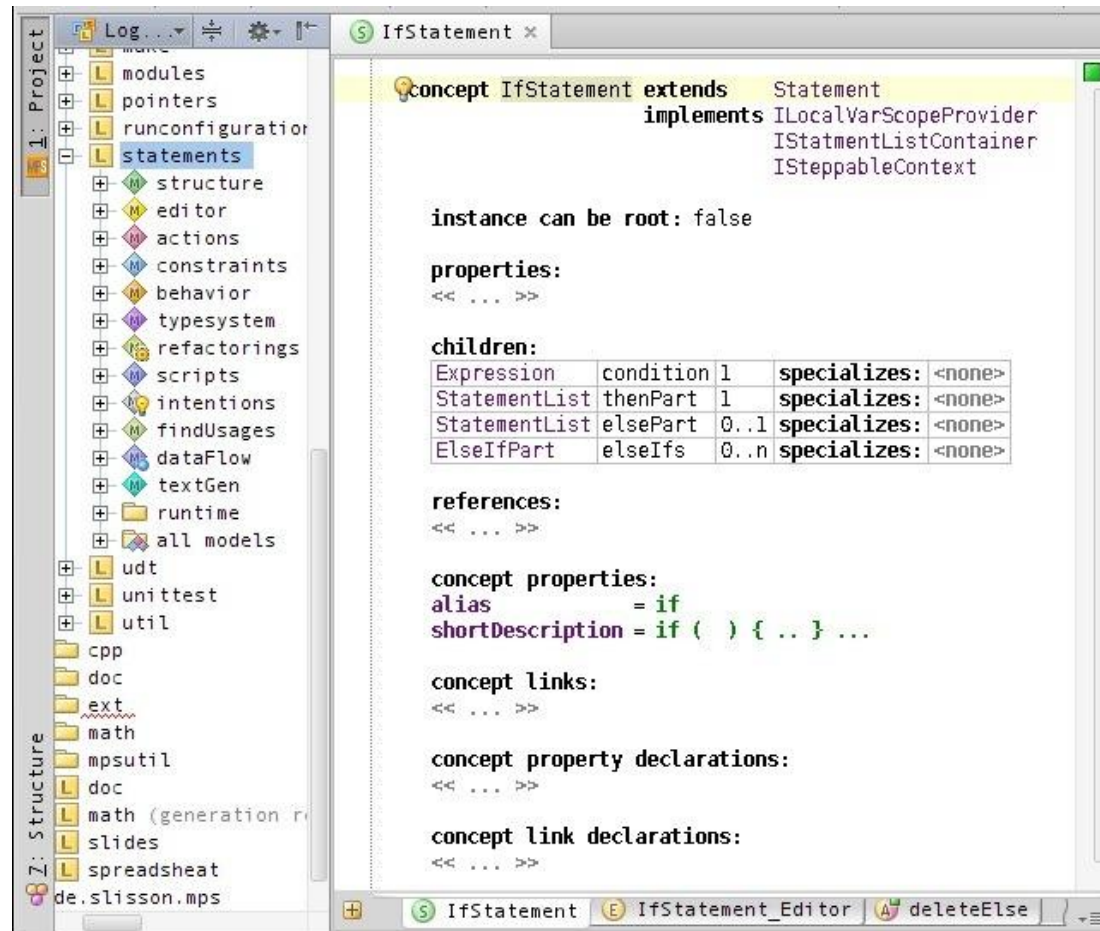 Log...
IfStatement
1: Project
MPS
modules
pointers
runconfiguration
statements
structure
editor
actions
constraints
behavior
typesystem
refactorings
scripts
intentions
findUsages
dataFlow
textGen
runtime
all models
udt
unittest
util
cpp
doc
ext
math
mpsutil
doc
math (generation r
slides
spreadsheat
de.slisson.mps
Z: Structure
concept IfStatement extends Statement
implements ILocalVarScopeProvider
IStatmentListContainer
ISteppableContext
instance can be root: false
properties:
<< ... >>
children:
Expression condition 1 specializes: <none>
StatementList thenPart 1 specializes: <none>
StatementList elsePart 0..1 specializes: <none>
ElseIfPart elseIfs 0..n specializes: <none>
references:
<< ... >>
concept properties:
alias = if
shortDescription = if ( ) { .. } ...
concept links:
<< ... >>
concept property declarations:
<< ... >>
concept link declarations:
<< ... >>
S IfStatement E IfStatement_Editor A deleteElse